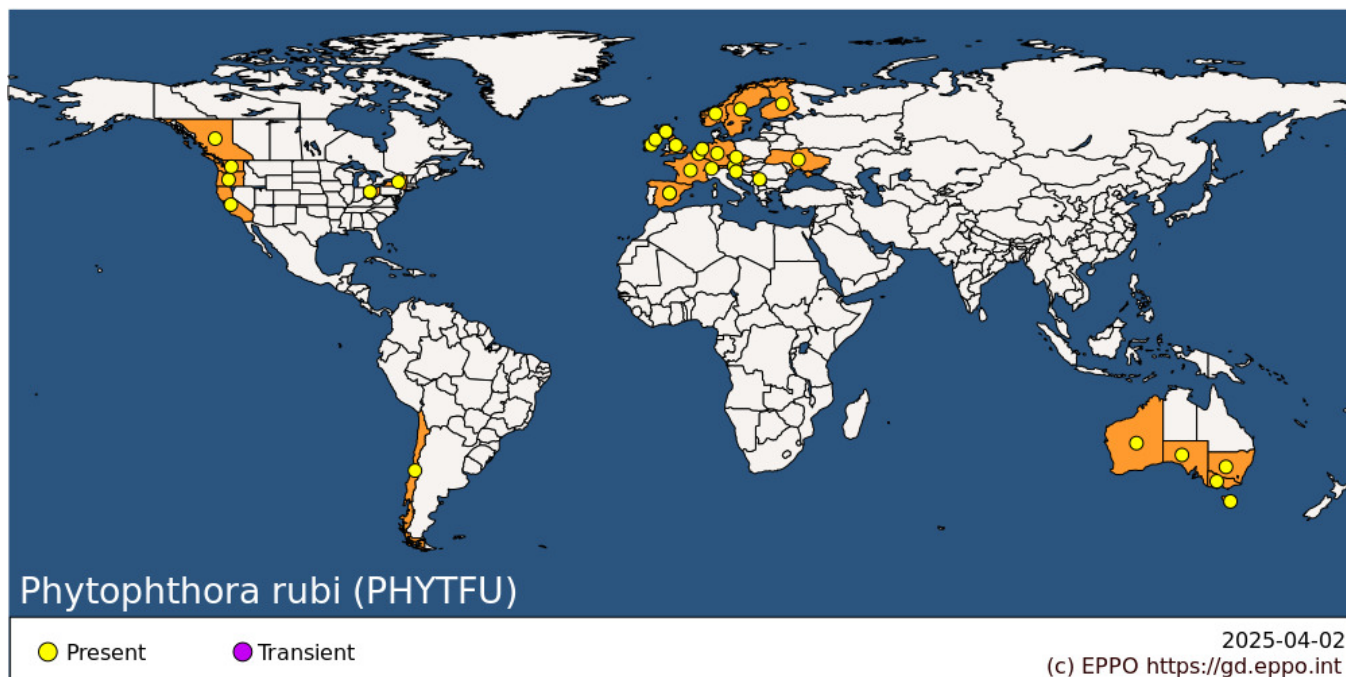 Phytophthora rubi (PHYTFU)
Present
Transient
2025-04-02
(c) EPPO https://gd.eppo.int